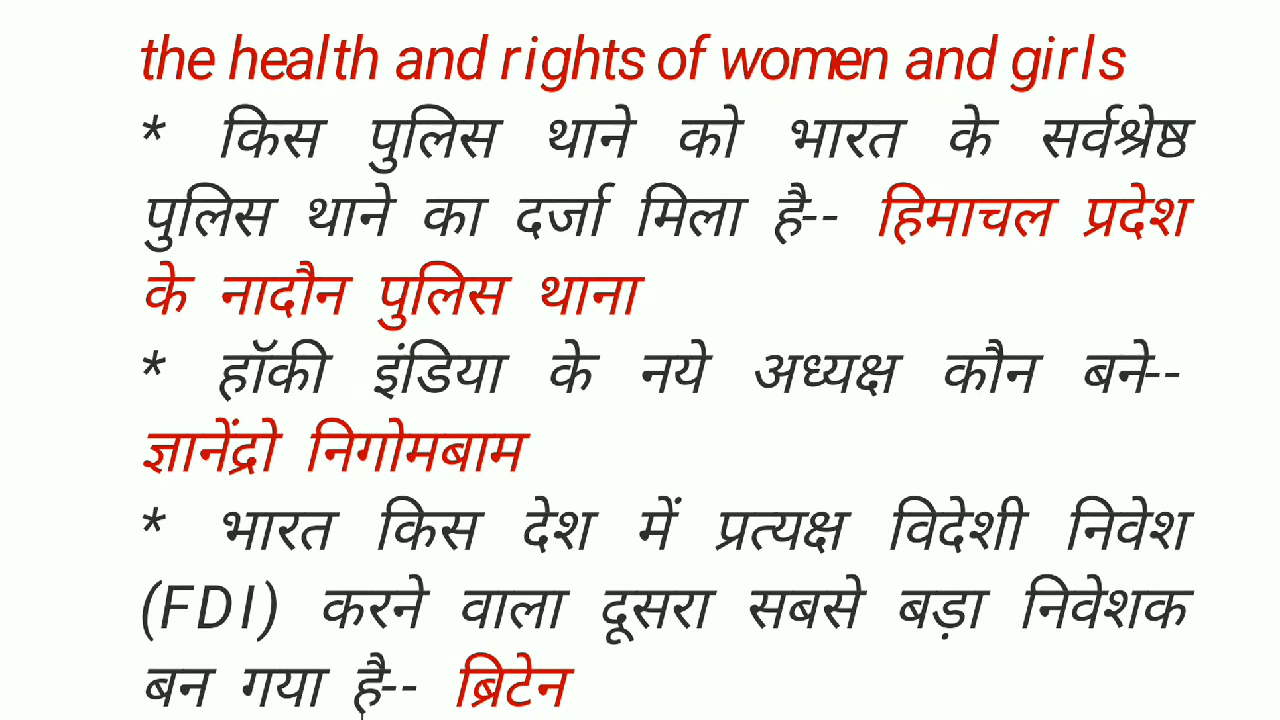 the health and rights of women and girls
* किस पुलिस थाने को भारत के सर्वश्रेष्ठ
पुलिस थाने का दर्जा मिला है-- हिमाचल प्रदेश
के नादौन पुलिस थाना
* हॉकी इंडिया के नये अध्यक्ष कौन बने--
ज्ञानेंद्रो निगोमबाम
* भारत किस देश में प्रत्यक्ष विदेशी निवेश
(FDI) करने वाला दूसरा सबसे बड़ा निवेशक
बन गया है-- ब्रिटेन